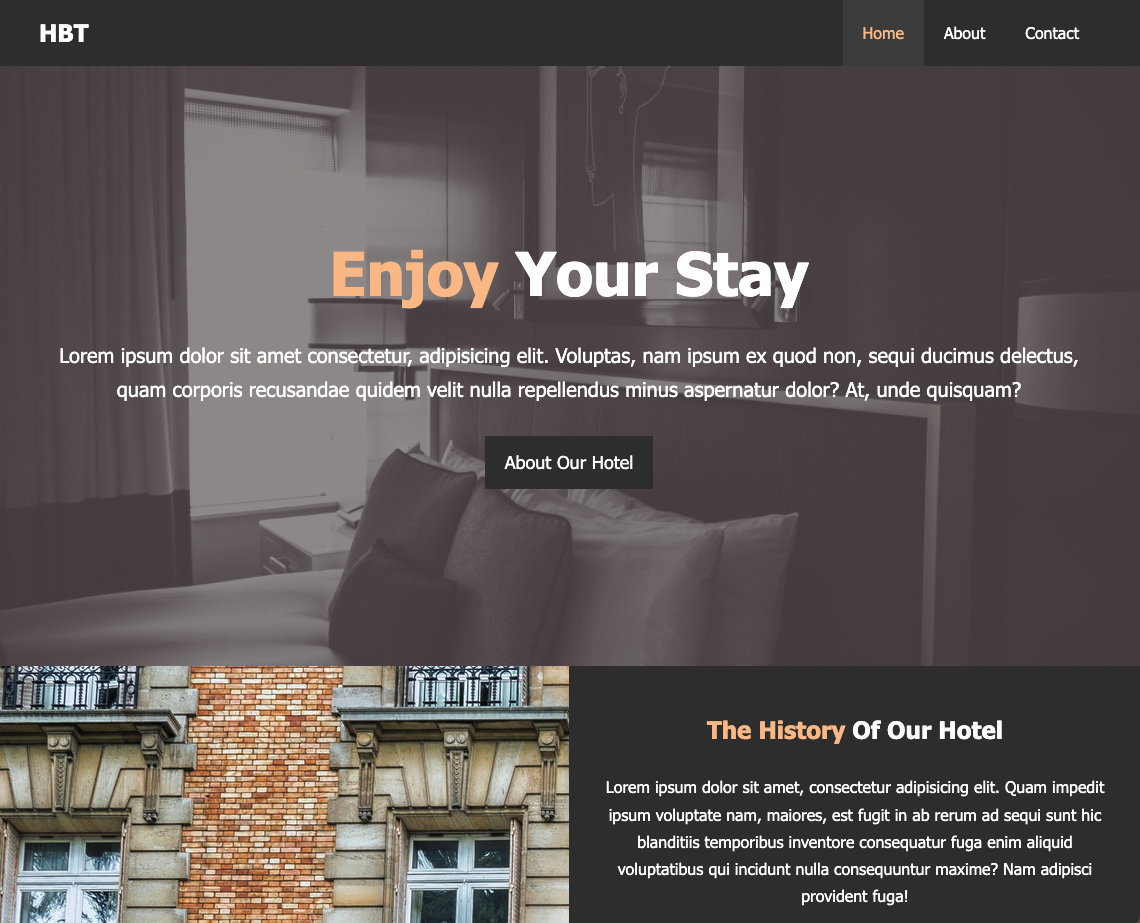 HBT
Home About Contact
Enjoy Your Stay
Lorem ipsum dolor sit amet consectetur, adipisicing elit. Voluptas, nam ipsum ex quod non, sequi ducimus delectus,
quam corporis recusandae quidem velit nulla repellendus minus aspernatur dolor? At, unde quisquam?
About Our Hotel
The History Of Our Hotel
Lorem ipsum dolor sit amet, consectetur adipisicing elit. Quam impedit
ipsum voluptate nam, maiores, est fugit in ab rerum ad sequi sunt hic
blanditiis temporibus inventore consequatur fuga enim aliquid
voluptatibus qui incidunt nulla consequuntur maxime? Nam adipisci
provident fuga!